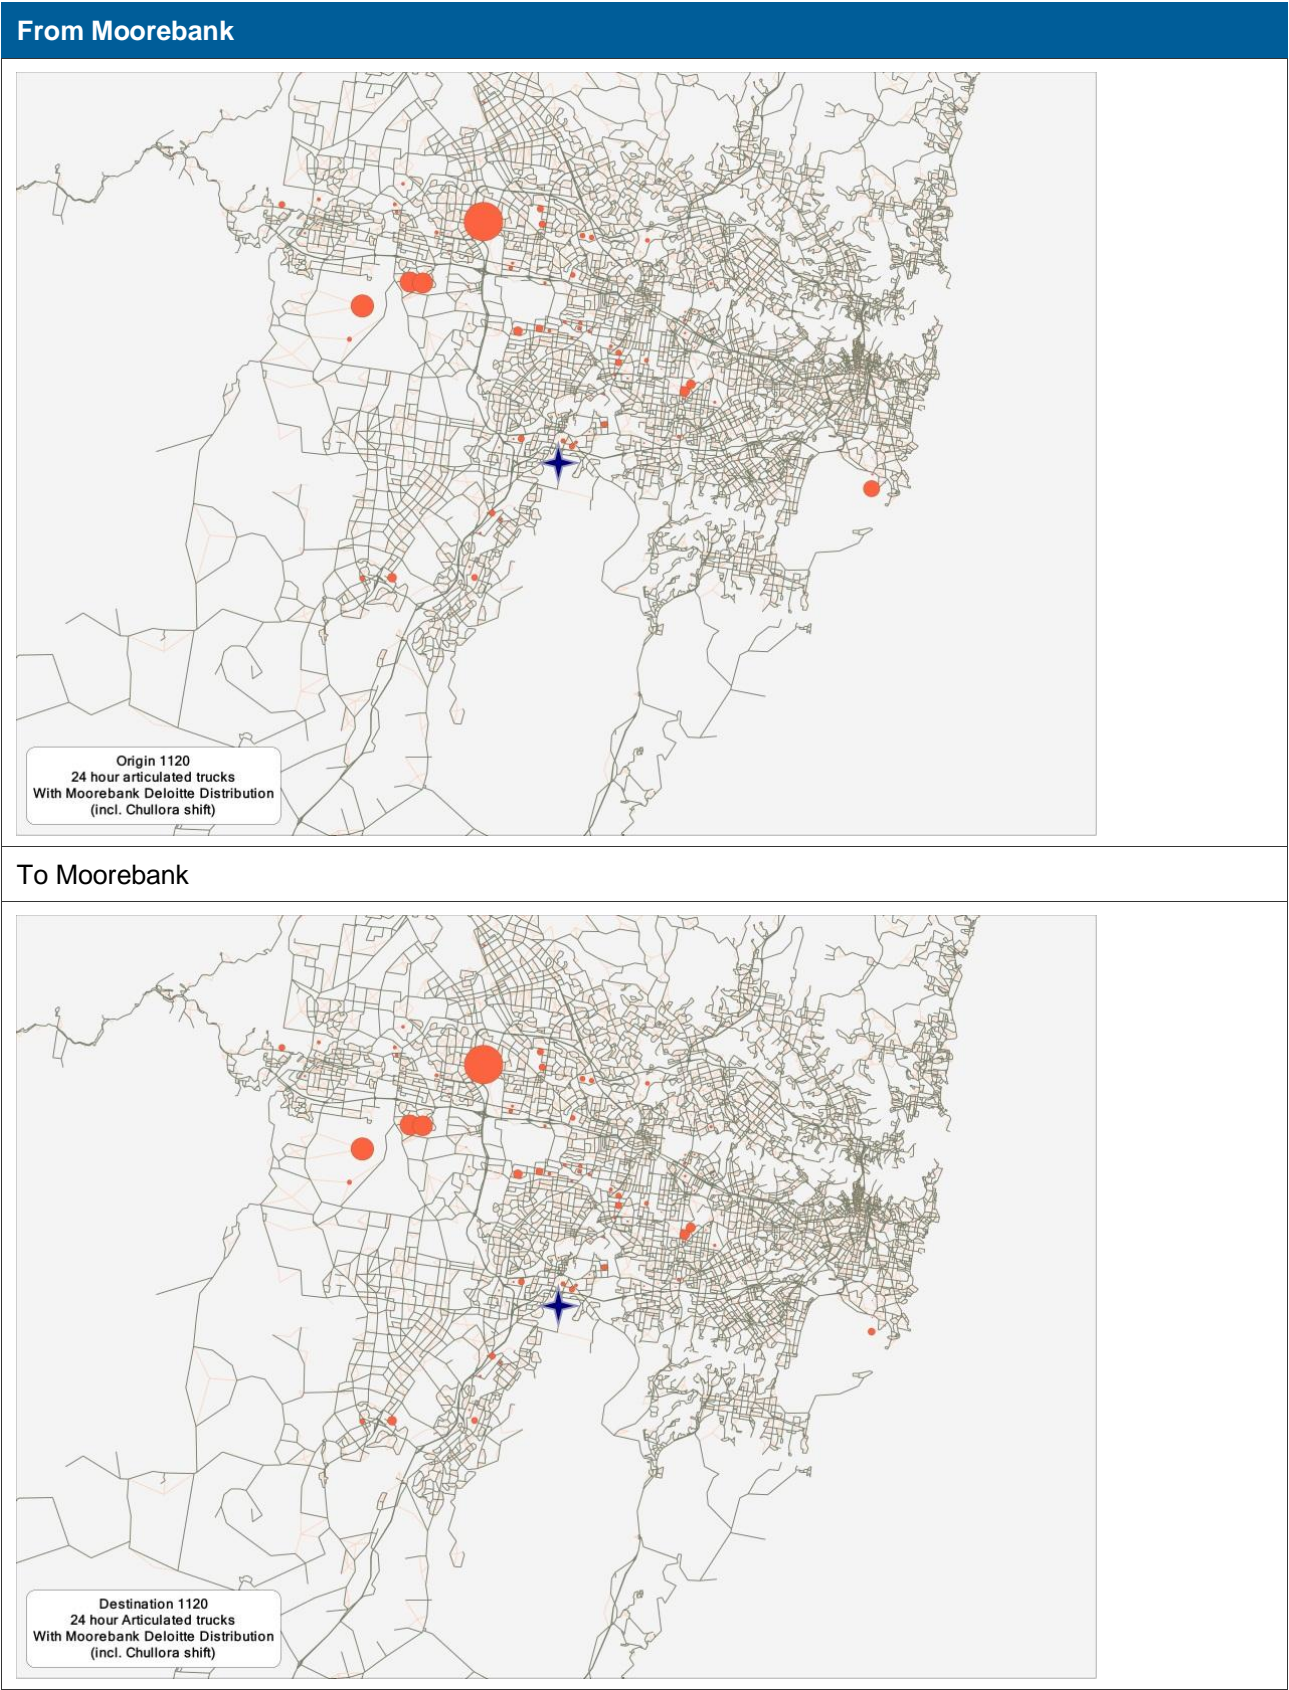 From Moorebank
Origin 1120
24 hour articulated trucks
With Moorebank Deloitte Distribution
(incl. Chullora shift)
To Moorebank
Destination 1120
24 hour Articulated trucks
With Moorebank Deloitte Distribution
(incl. Chullora shift)